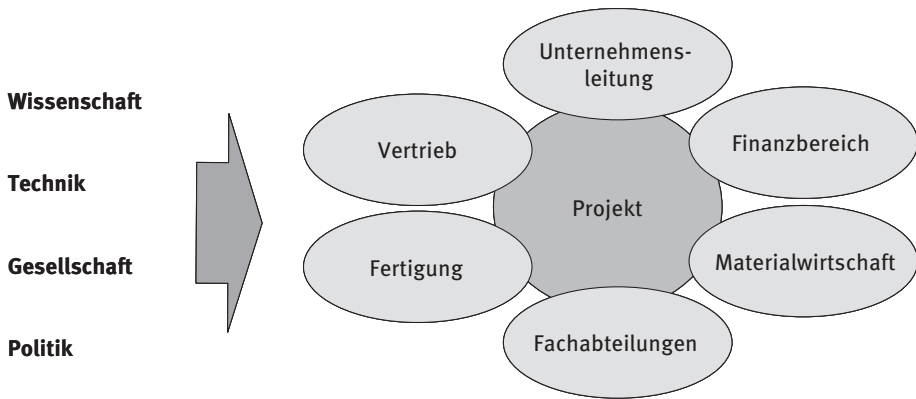 Wissenschaft
Technik
Gesellschaft
Politik
Unternehmens-
leitung
Vertrieb
Finanzbereich
Projekt
Fertigung
Materialwirtschaft
Fachabteilungen